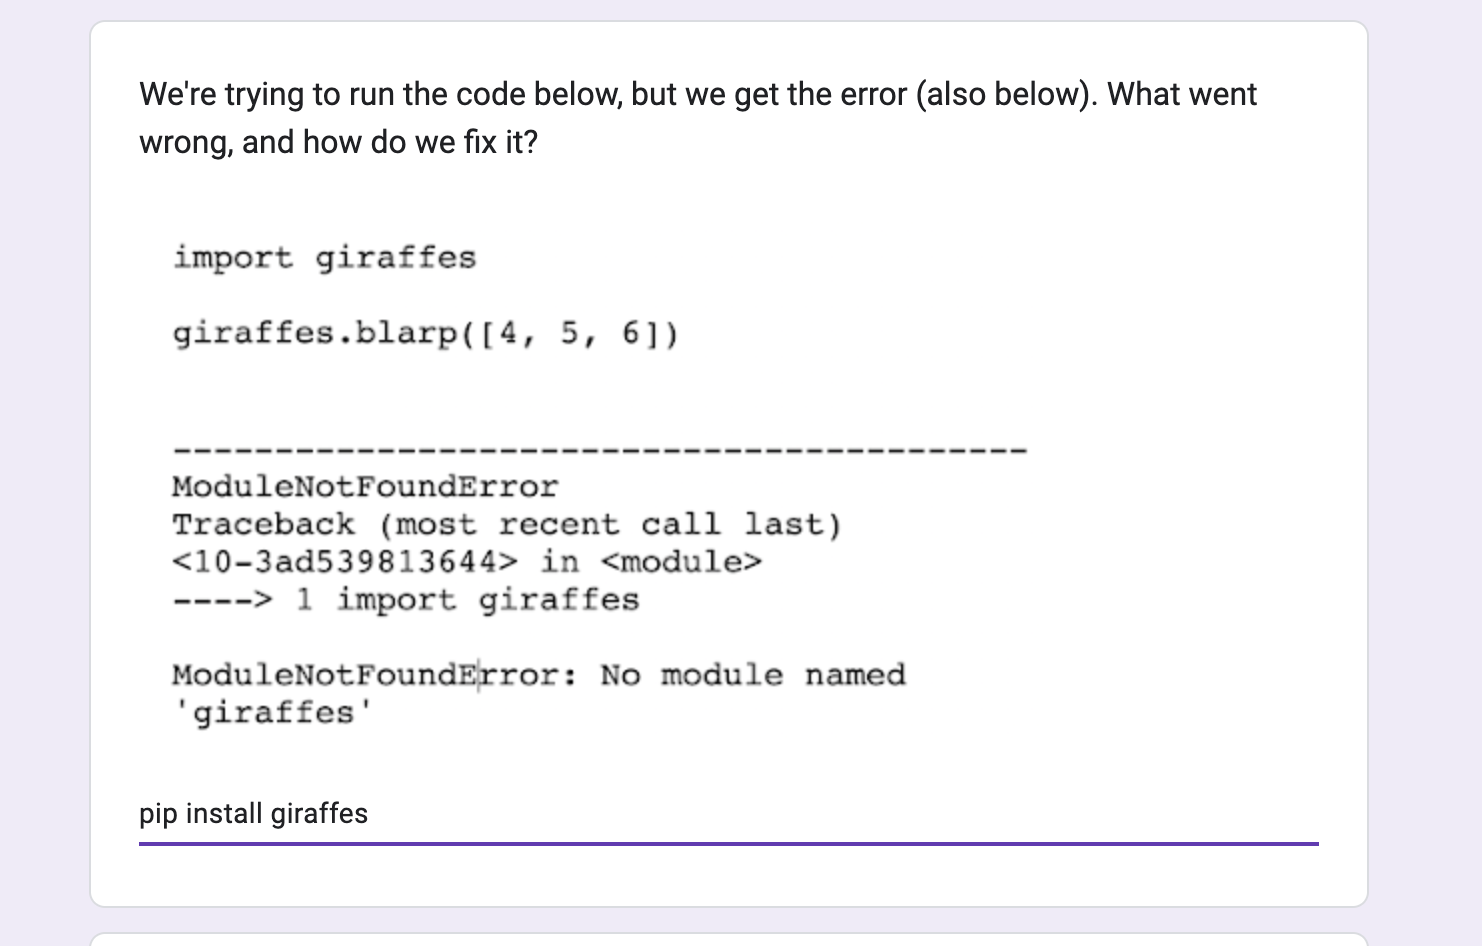 We're trying to run the code below, but we get the error (also below). What went
wrong, and how do we fix it?
import giraffes
giraffes.blarp([4, 5, 6])
------------------------------------------
ModuleNotFoundError
Traceback (most recent call last)
<10-3ad539813644> in <module>
----> 1 import giraffes
ModuleNotFoundError: No module named
'giraffes'
pip install giraffes